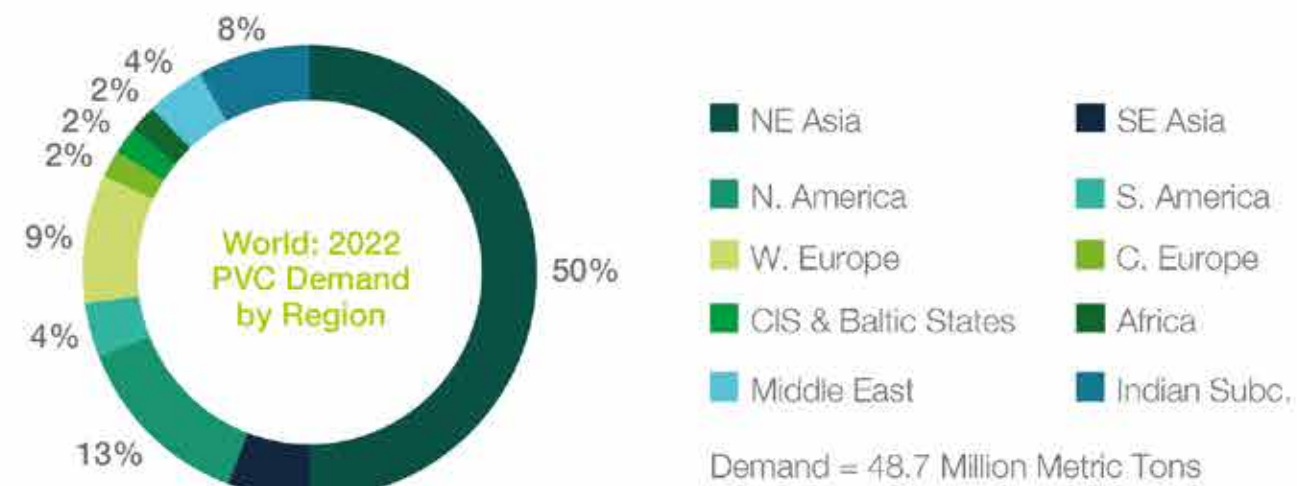 8%
4%
2%
2%
2%
9%
4%
13%
50%
World: 2022
PVC Demand
by Region
NE Asia
SE Asia
N. America
S. America
W. Europe
C. Europe
CIS & Baltic States
Africa
Middle East
Indian Subc.
Demand = 48.7 Million Metric Tons